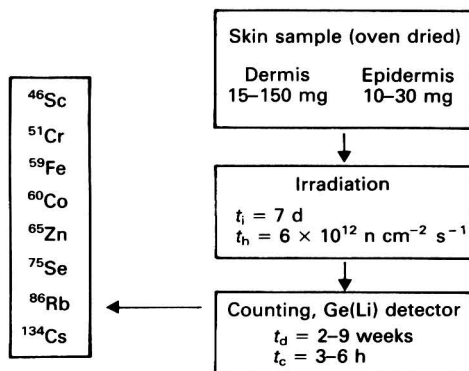 Skin sample (oven dried)
Dermis Epidermis
15–150 mg 10–30 mg
Irradiation
tᵢ = 7 d
tₕ = 6 × 10¹² n cm⁻² s⁻¹
Counting, Ge(Li) detector
t_d = 2–9 weeks
t_c = 3–6 h
⁴⁶Sc
⁵¹Cr
⁵⁹Fe
⁶⁰Co
⁶⁵Zn
⁷⁵Se
⁸⁶Rb
¹³⁴Cs